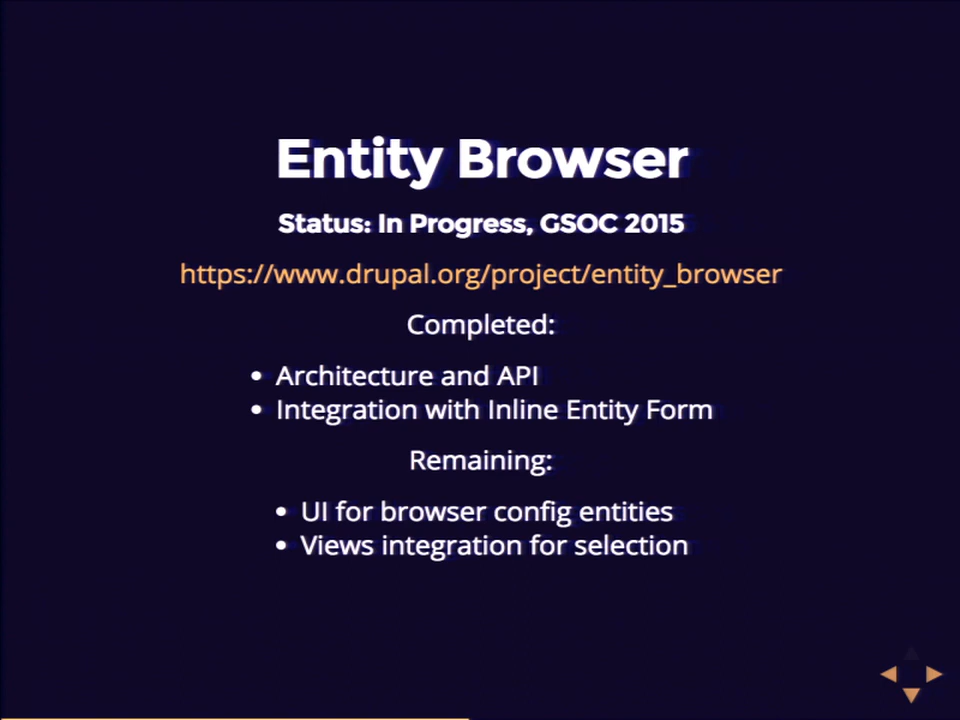 Entity Browser
Status: In Progress, GSOC 2015
https://www.drupal.org/project/entity_browser
Completed:
• Architecture and API
• Integration with Inline Entity Form
Remaining:
• UI for browser config entities
• Views integration for selection